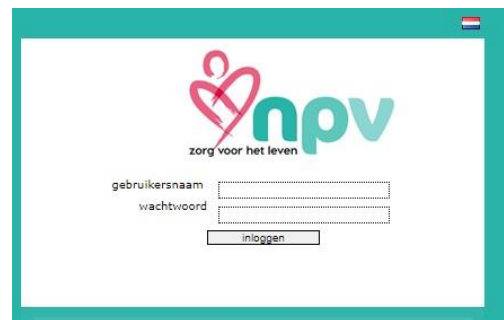 npv
zorg voor het leven
gebruikersnaam
wachtwoord
inloggen